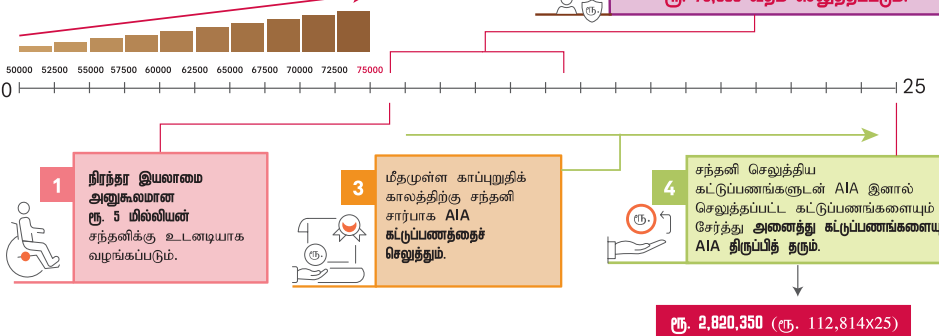 ரூ.
50000 52500 55000 57500 60000 62500 65000 67500 70000 72500 75000
0
25
1
நிரந்தர இயலாமை
அனுகூலமான
ரூ. 5 மில்லியன்
சந்தனிக்கு உடனடியாக
வழங்கப்படும்.
3
மீதமுள்ள காப்புறுதிக்
காலத்திற்கு சந்தனி
சார்பாக AIA
கட்டுப்பணத்தைச்
செலுத்தும்.
ரூ.
4
சந்தனி செலுத்திய
கட்டுப்பணங்களுடன் AIA இனால்
செலுத்தப்பட்ட கட்டுப்பணங்களையும்
சேர்த்து அனைத்து கட்டுப்பணங்களையு
AIA திருப்பித் தரும்.
ரூ.
ரூ. 2,820,350 (ரூ. 112,814x25)